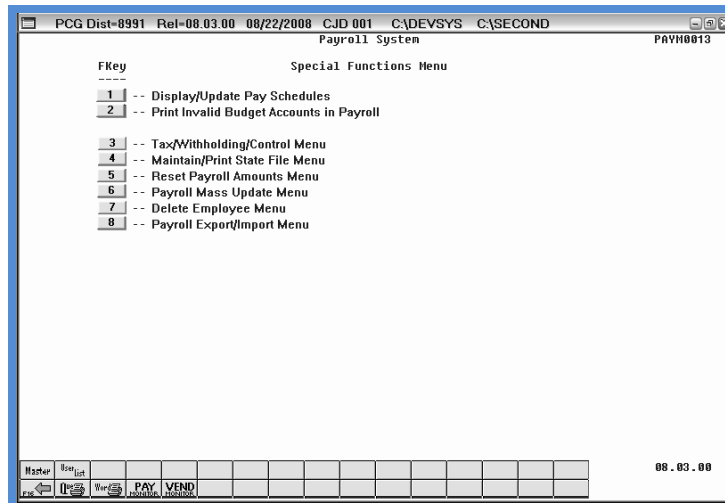 PCG Dist=8991 Rel=08.03.00 08/22/2008 CJD 001 C:\DEVSYS C:\SECOND
Payroll System PAYM0013
FKey Special Functions Menu
----
1 -- Display/Update Pay Schedules
2 -- Print Invalid Budget Accounts in Payroll
3 -- Tax/Withholding/Control Menu
4 -- Maintain/Print State File Menu
5 -- Reset Payroll Amounts Menu
6 -- Payroll Mass Update Menu
7 -- Delete Employee Menu
8 -- Payroll Export/Import Menu
Master User List 08.03.00
F16 PAY MONITOR VEND MONITOR